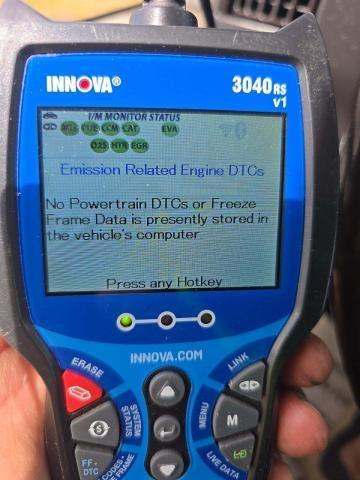 INNOVA®
3040RS
V1
I/M MONITOR STATUS
MIS FUE CCM CAT EVA
O2S HTR EGR
Emission Related Engine DTCs
No Powertrain DTCs or Freeze
Frame Data is presently stored in
the vehicle's computer
Press any Hotkey
INNOVA.COM
ERASE
LINK
SYSTEM
STATUS
MENU
M
FF•
DTC
LIVE DATA
CODES•
FRAME